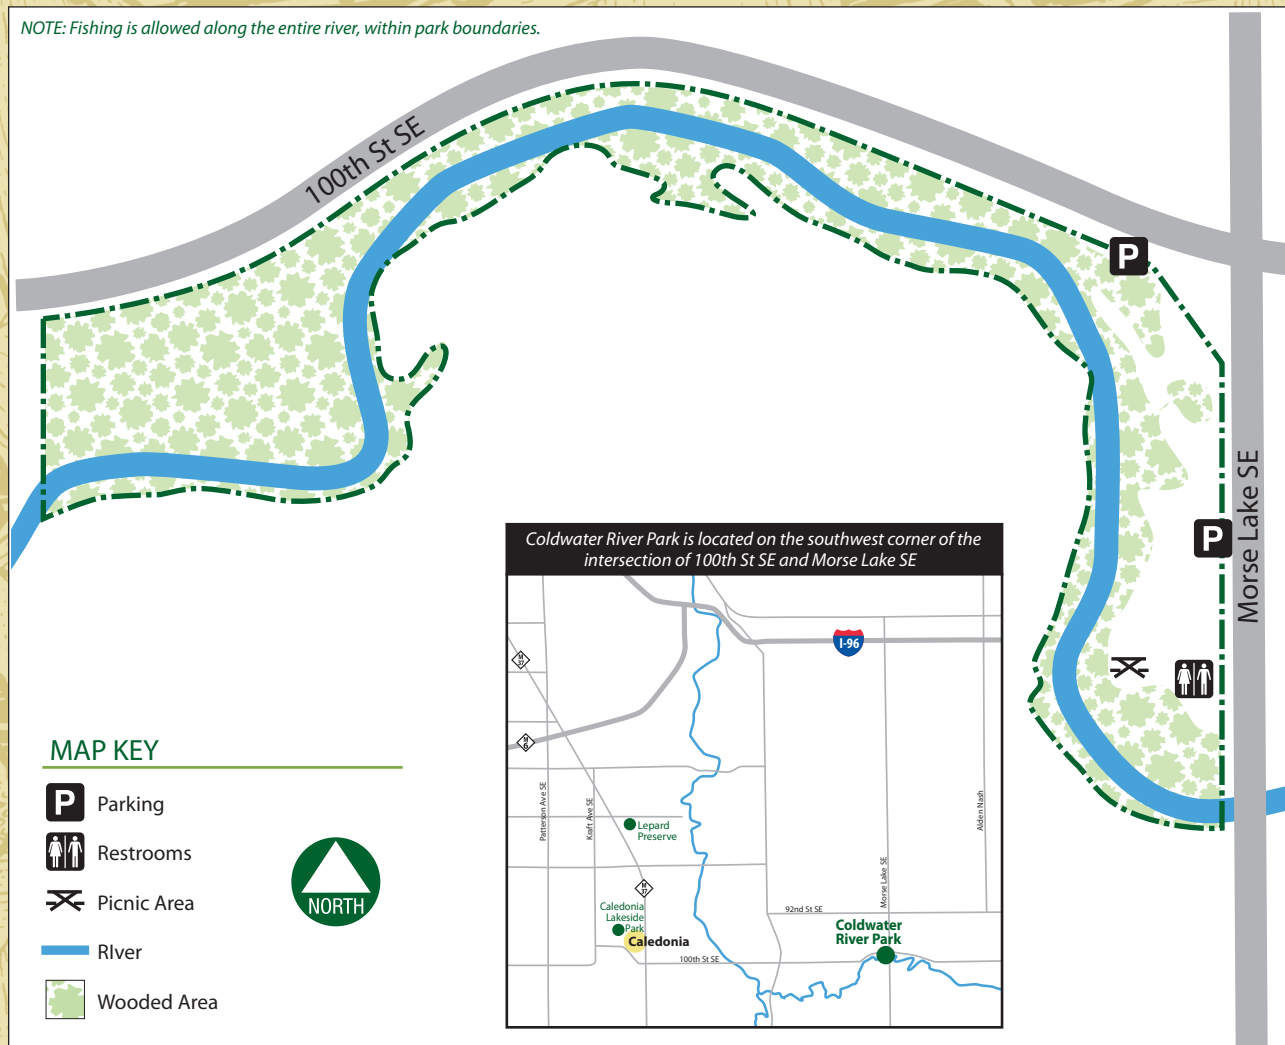 NOTE: Fishing is allowed along the entire river, within park boundaries.
100th St SE
P
P
Morse Lake SE
Coldwater River Park is located on the southwest corner of the
intersection of 100th St SE and Morse Lake SE
I-96
M
37
M
6
Patterson Ave SE
Kraft Ave SE
Alden Nash
Lepard
Preserve
M
37
Morse Lake SE
Caledonia
Lakeside
Park
Caledonia
92nd St SE
Coldwater
River Park
100th St SE
MAP KEY
P Parking
Restrooms
Picnic Area
RIver
Wooded Area
NORTH